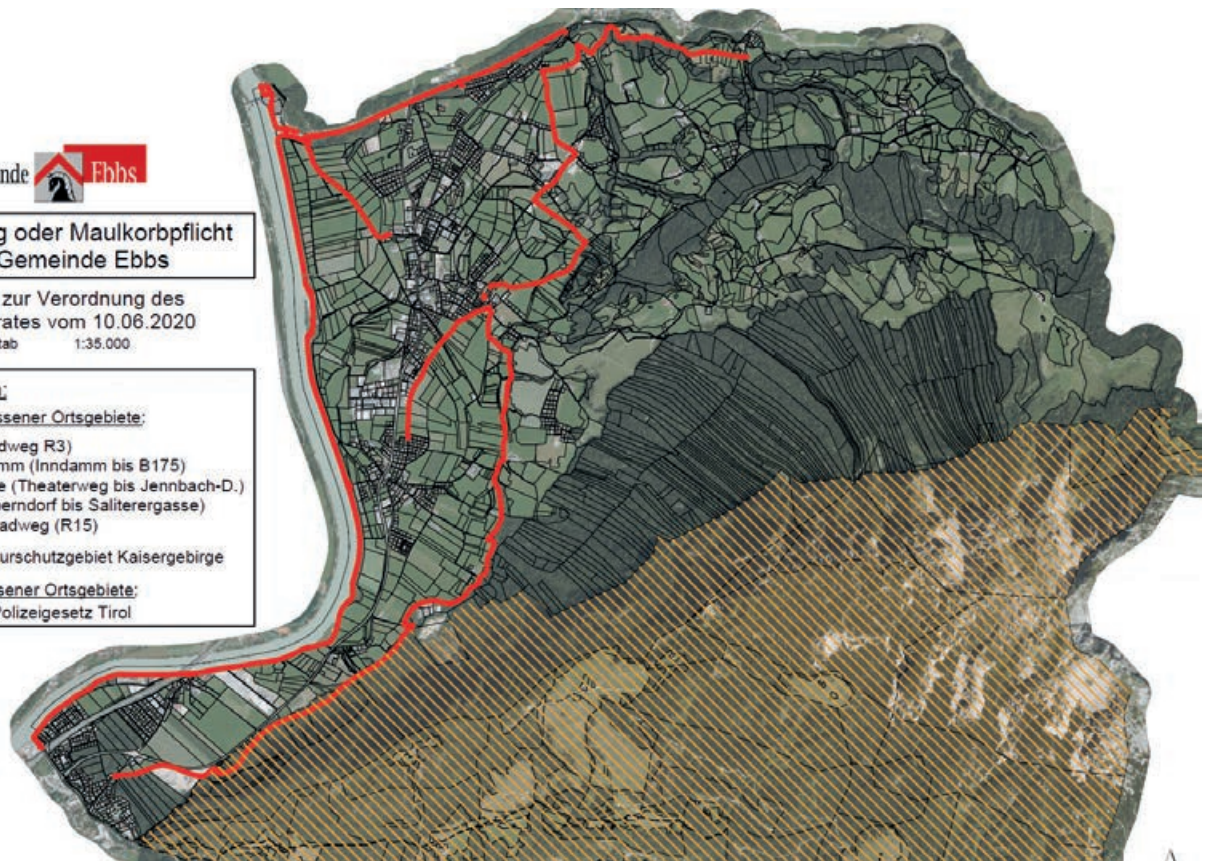 nde Ebbs
g oder Maulkorbpflicht
Gemeinde Ebbs
zur Verordnung des
rates vom 10.06.2020
tab 1:35.000
n:
ssener Ortsgebiete:
dweg R3)
mm (Inndamm bis B175)
e (Theaterweg bis Jennbach-D.)
erndorf bis Saliterergasse)
adweg (R15)
urschutzgebiet Kaisergebirge
sener Ortsgebiete:
Polizeigesetz Tirol